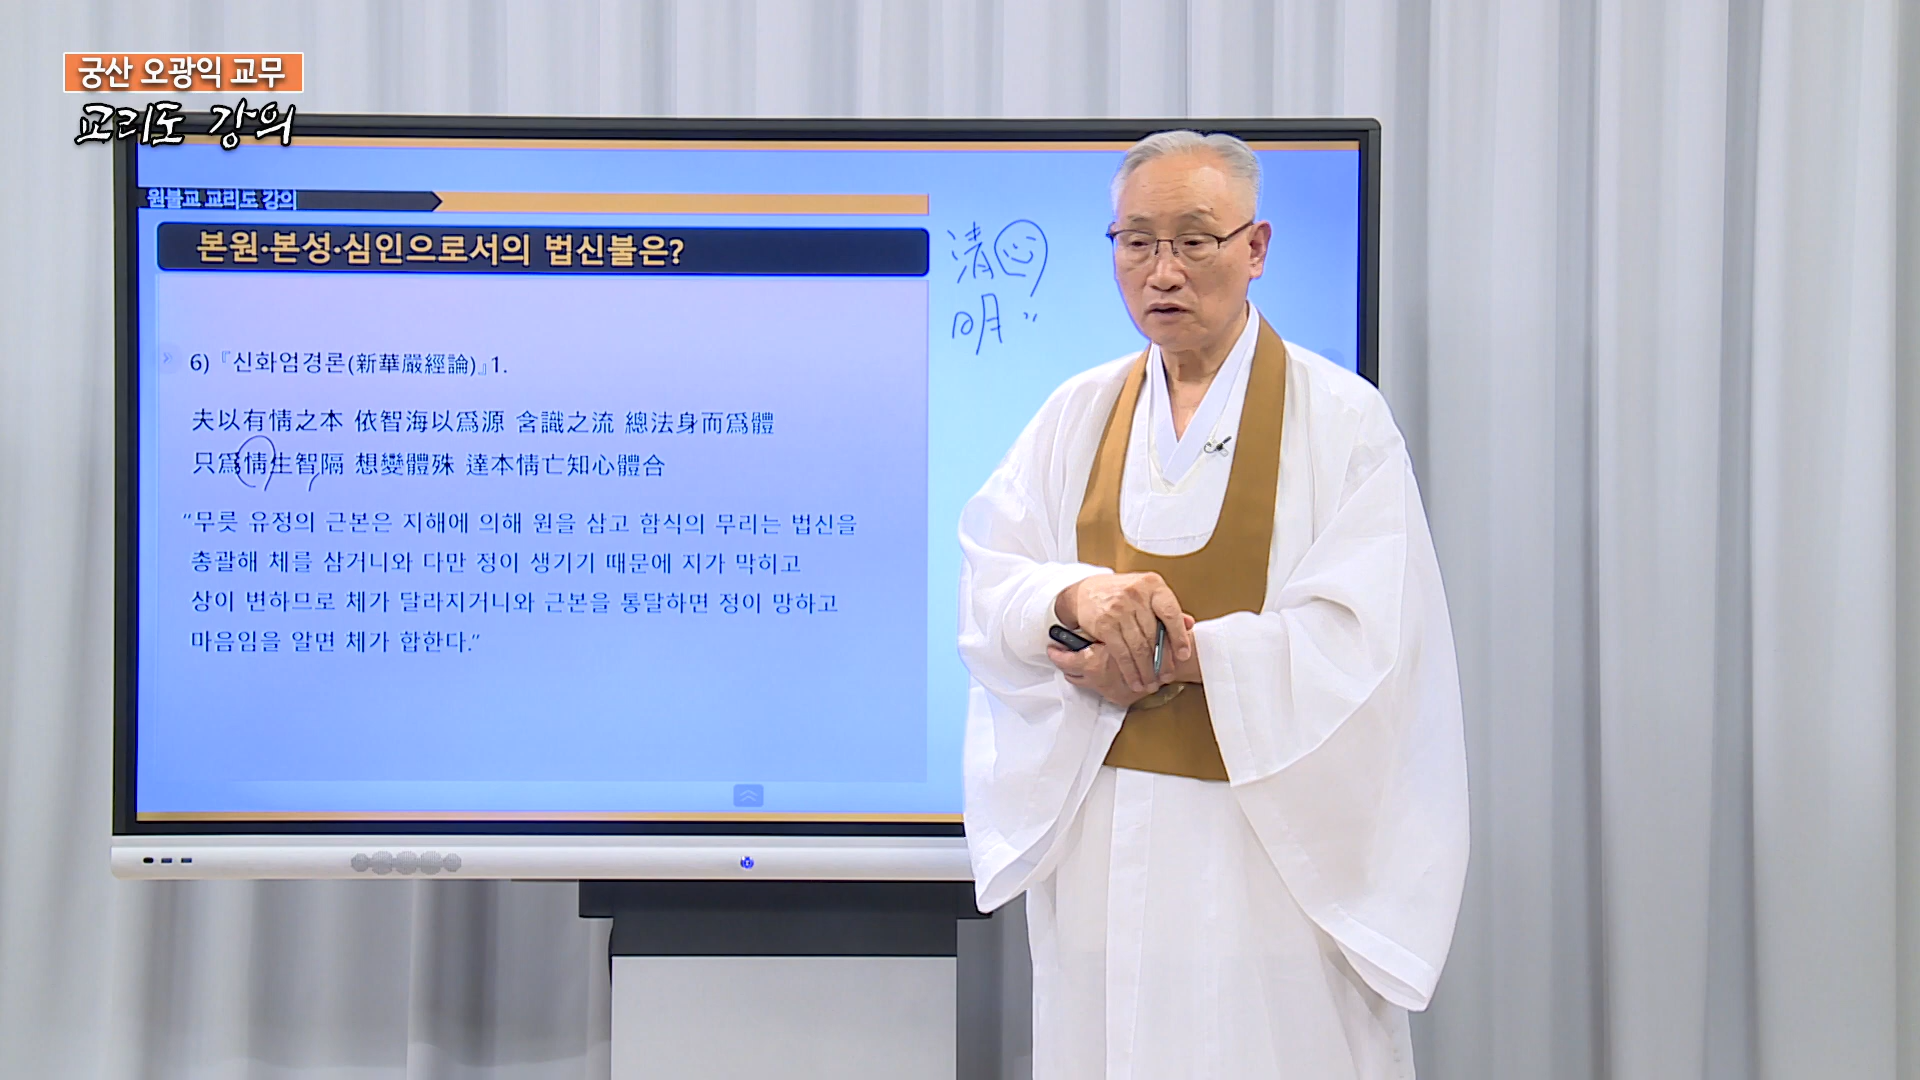 궁산 오광익 교무
교리도 강의
원불교 교리도 강의
본원·본성·심인으로서의 법신불은?
淸心
明〃
6) 『신화엄경론(新華嚴經論)』1.
夫以有情之本 依智海以爲源 含識之流 總法身而爲體
只爲情生智隔 想變體殊 達本情亡知心體合
“무릇 유정의 근본은 지해에 의해 원을 삼고 함식의 무리는 법신을
총괄해 체를 삼거니와 다만 정이 생기기 때문에 지가 막히고
상이 변하므로 체가 달라지거니와 근본을 통달하면 정이 망하고
마음임을 알면 체가 합한다.”